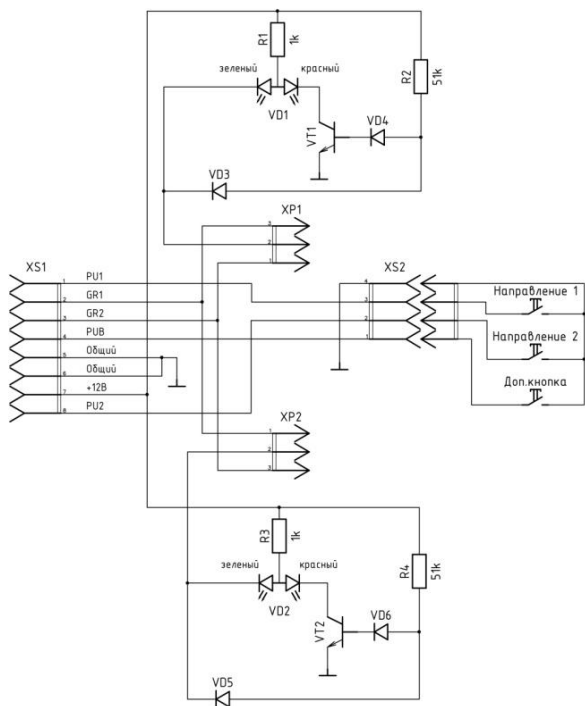 R1
1k
зеленый
красный
R2
51k
VD1
VT1
VD4
VD3
XP1
3
2
1
XS1
XS2
1 PU1
2 GR1
3 GR2
4 PUB
5 Общий
6 Общий
7 +12В
8 PU2
4
3
2
1
Направление 1
Направление 2
Доп.кнопка
XP2
1
2
3
R3
1k
зеленый
красный
R4
51k
VD2
VT2
VD6
VD5